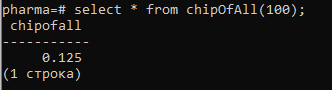 pharma=# select * from chipOfAll(100);
 chipofall
-----------
     0.125
(1 строка)